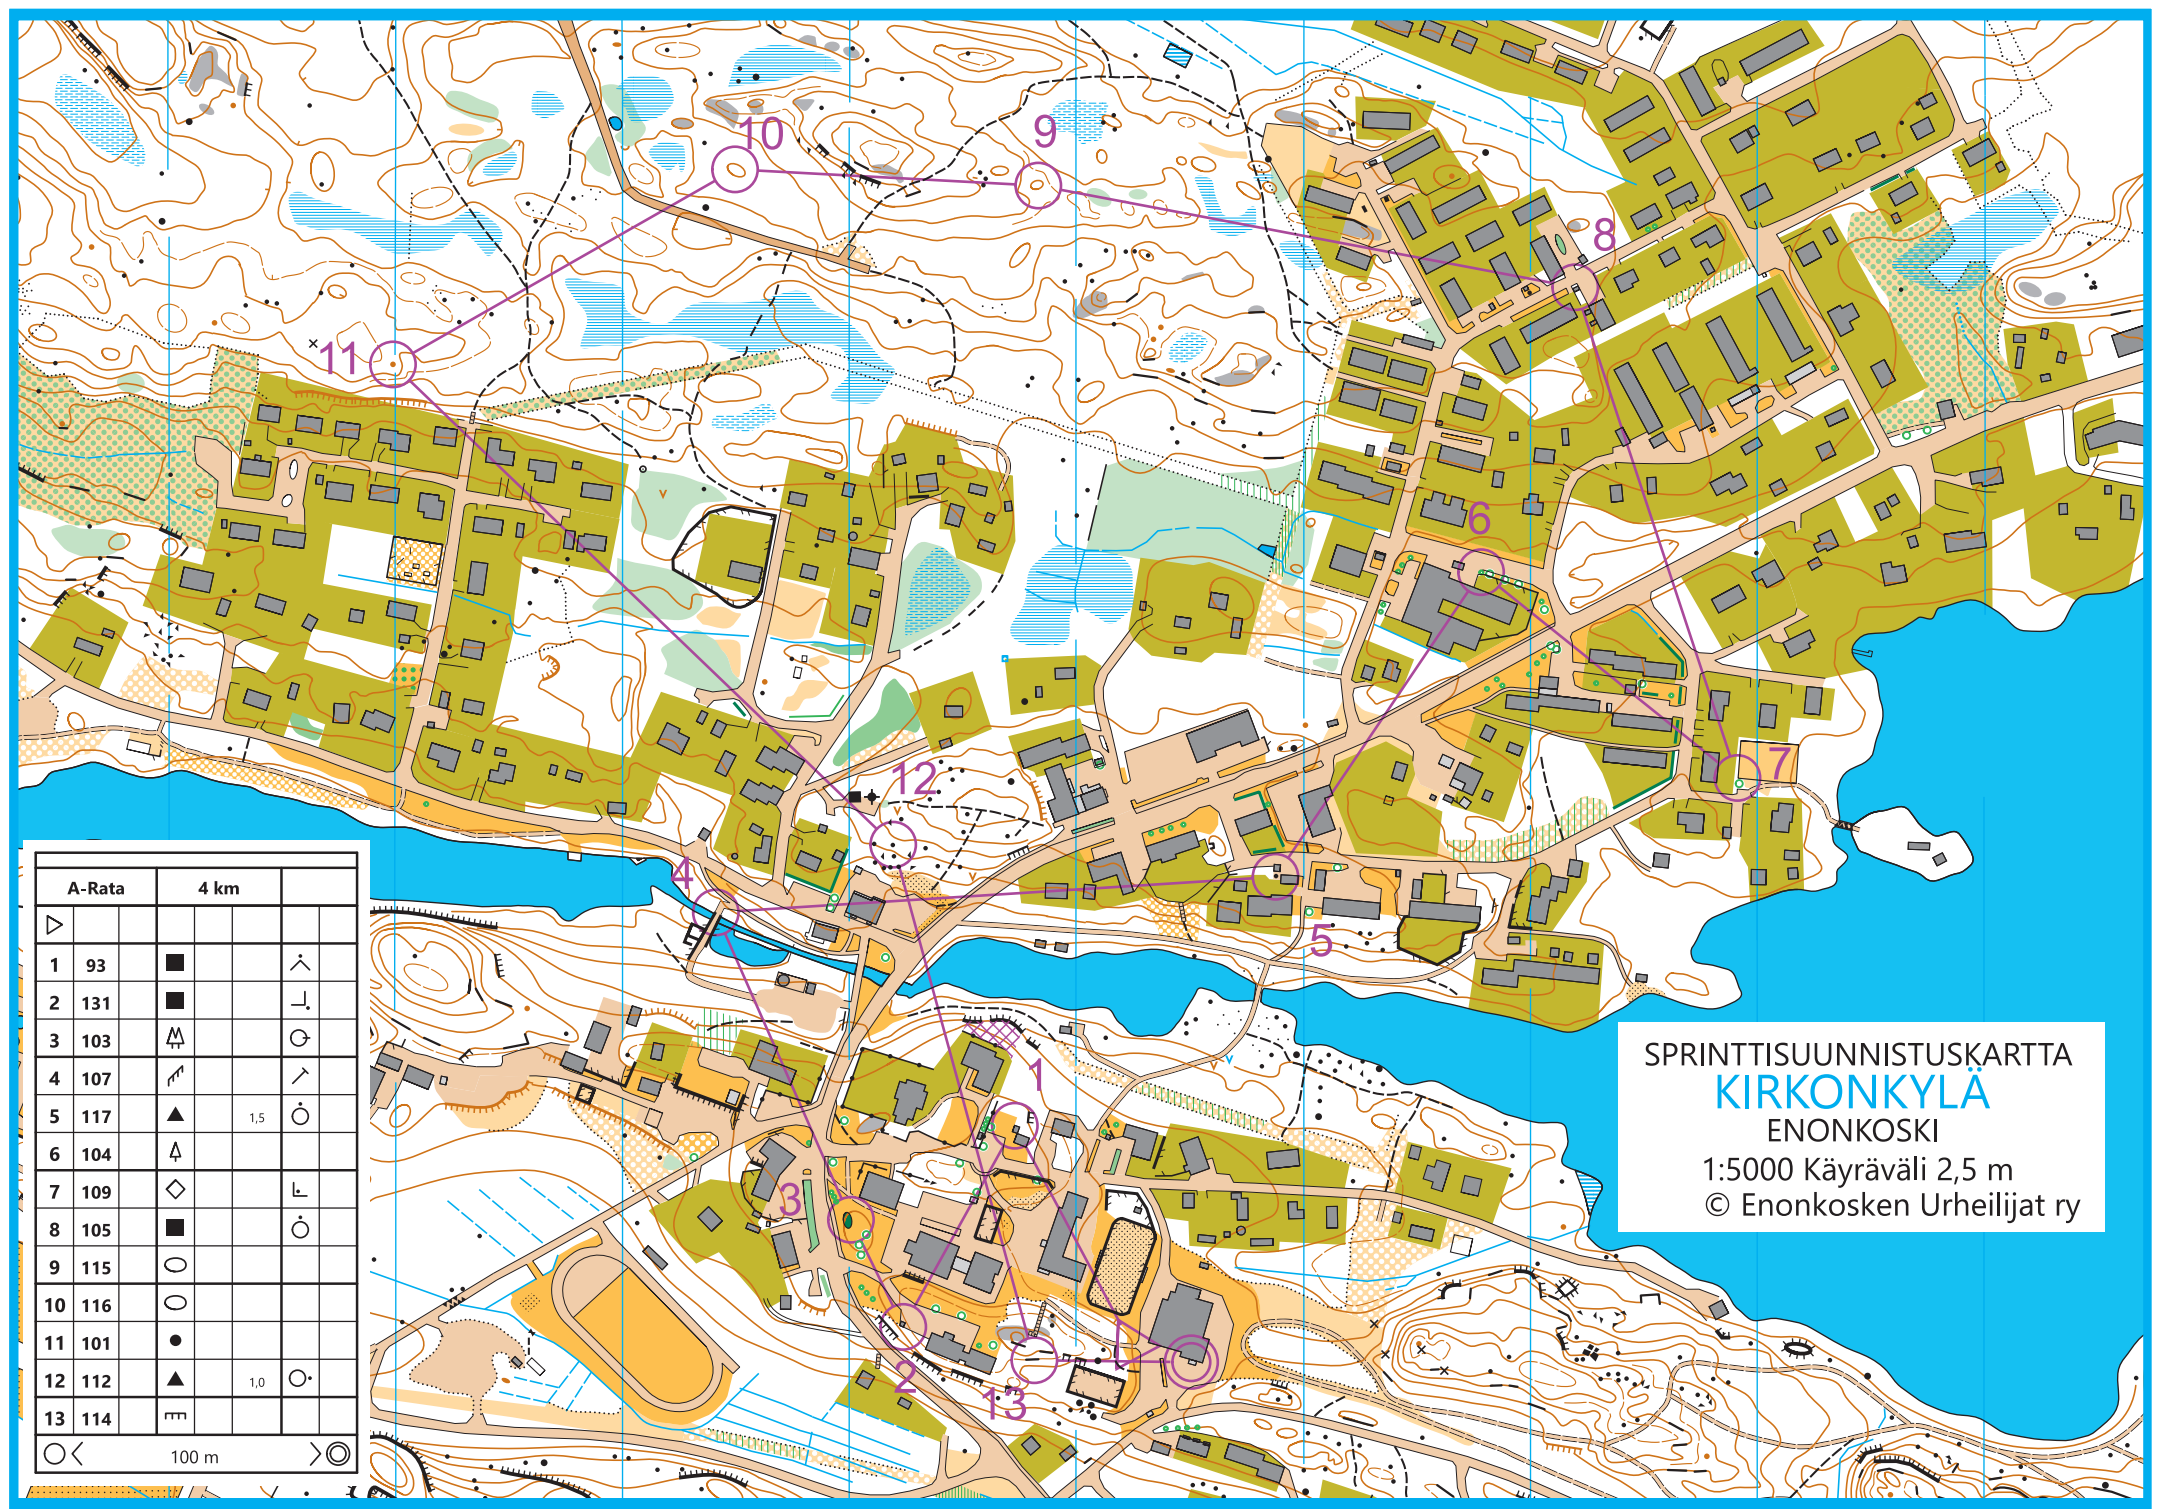 10
9
8
11
6
7
12
4
5
1
3
2
13
A-Rata 4 km
1 93
2 131
3 103
4 107
5 117 1,5
6 104
7 109
8 105
9 115
10 116
11 101
12 112 1,0
13 114
100 m
SPRINTTISUUNNISTUSKARTTA
KIRKONKYLÄ
ENONKOSKI
1:5000 Käyräväli 2,5 m
© Enonkosken Urheilijat ry